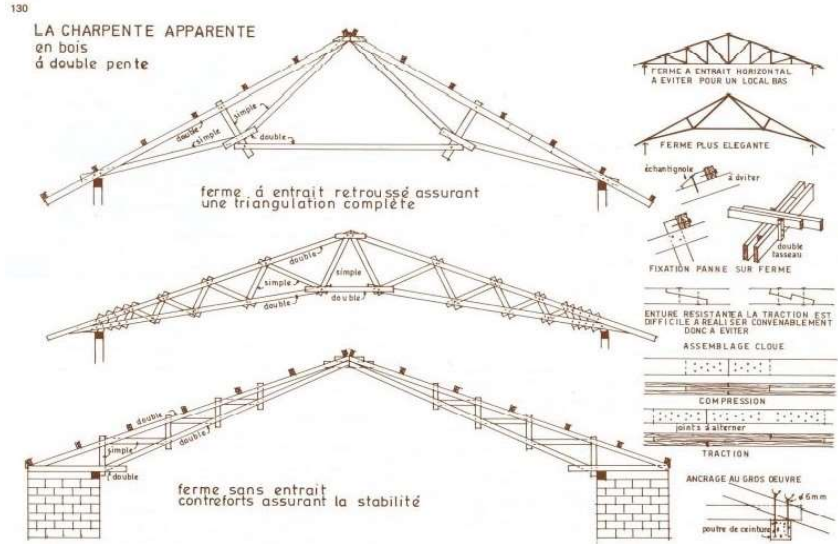 130
LA CHARPENTE APPARENTE
en bois
á double pente
double
simple
simple
double
ferme á entrait retroussé assurant
une triangulation complète
double
simple
simple
double
double
double
double
simple
double
ferme sans entrait
contreforts assurant la stabilité
FERME A ENTRAIT HORIZONTAL
A EVITER POUR UN LOCAL BAS
FERME PLUS ELEGANTE
échantignole
á éviter
double
tasseau
FIXATION PANNE SUR FERME
ENTURE RESISTANTEA LA TRACTION EST
DIFFICILE A REALISER CONVENABLEMENT
DONC A EVITER
ASSEMBLAGE CLOUE
COMPRESSION
joints á alterner
TRACTION
ANCRAGE AU GROS OEUVRE
ø6mm
poutre de ceinture